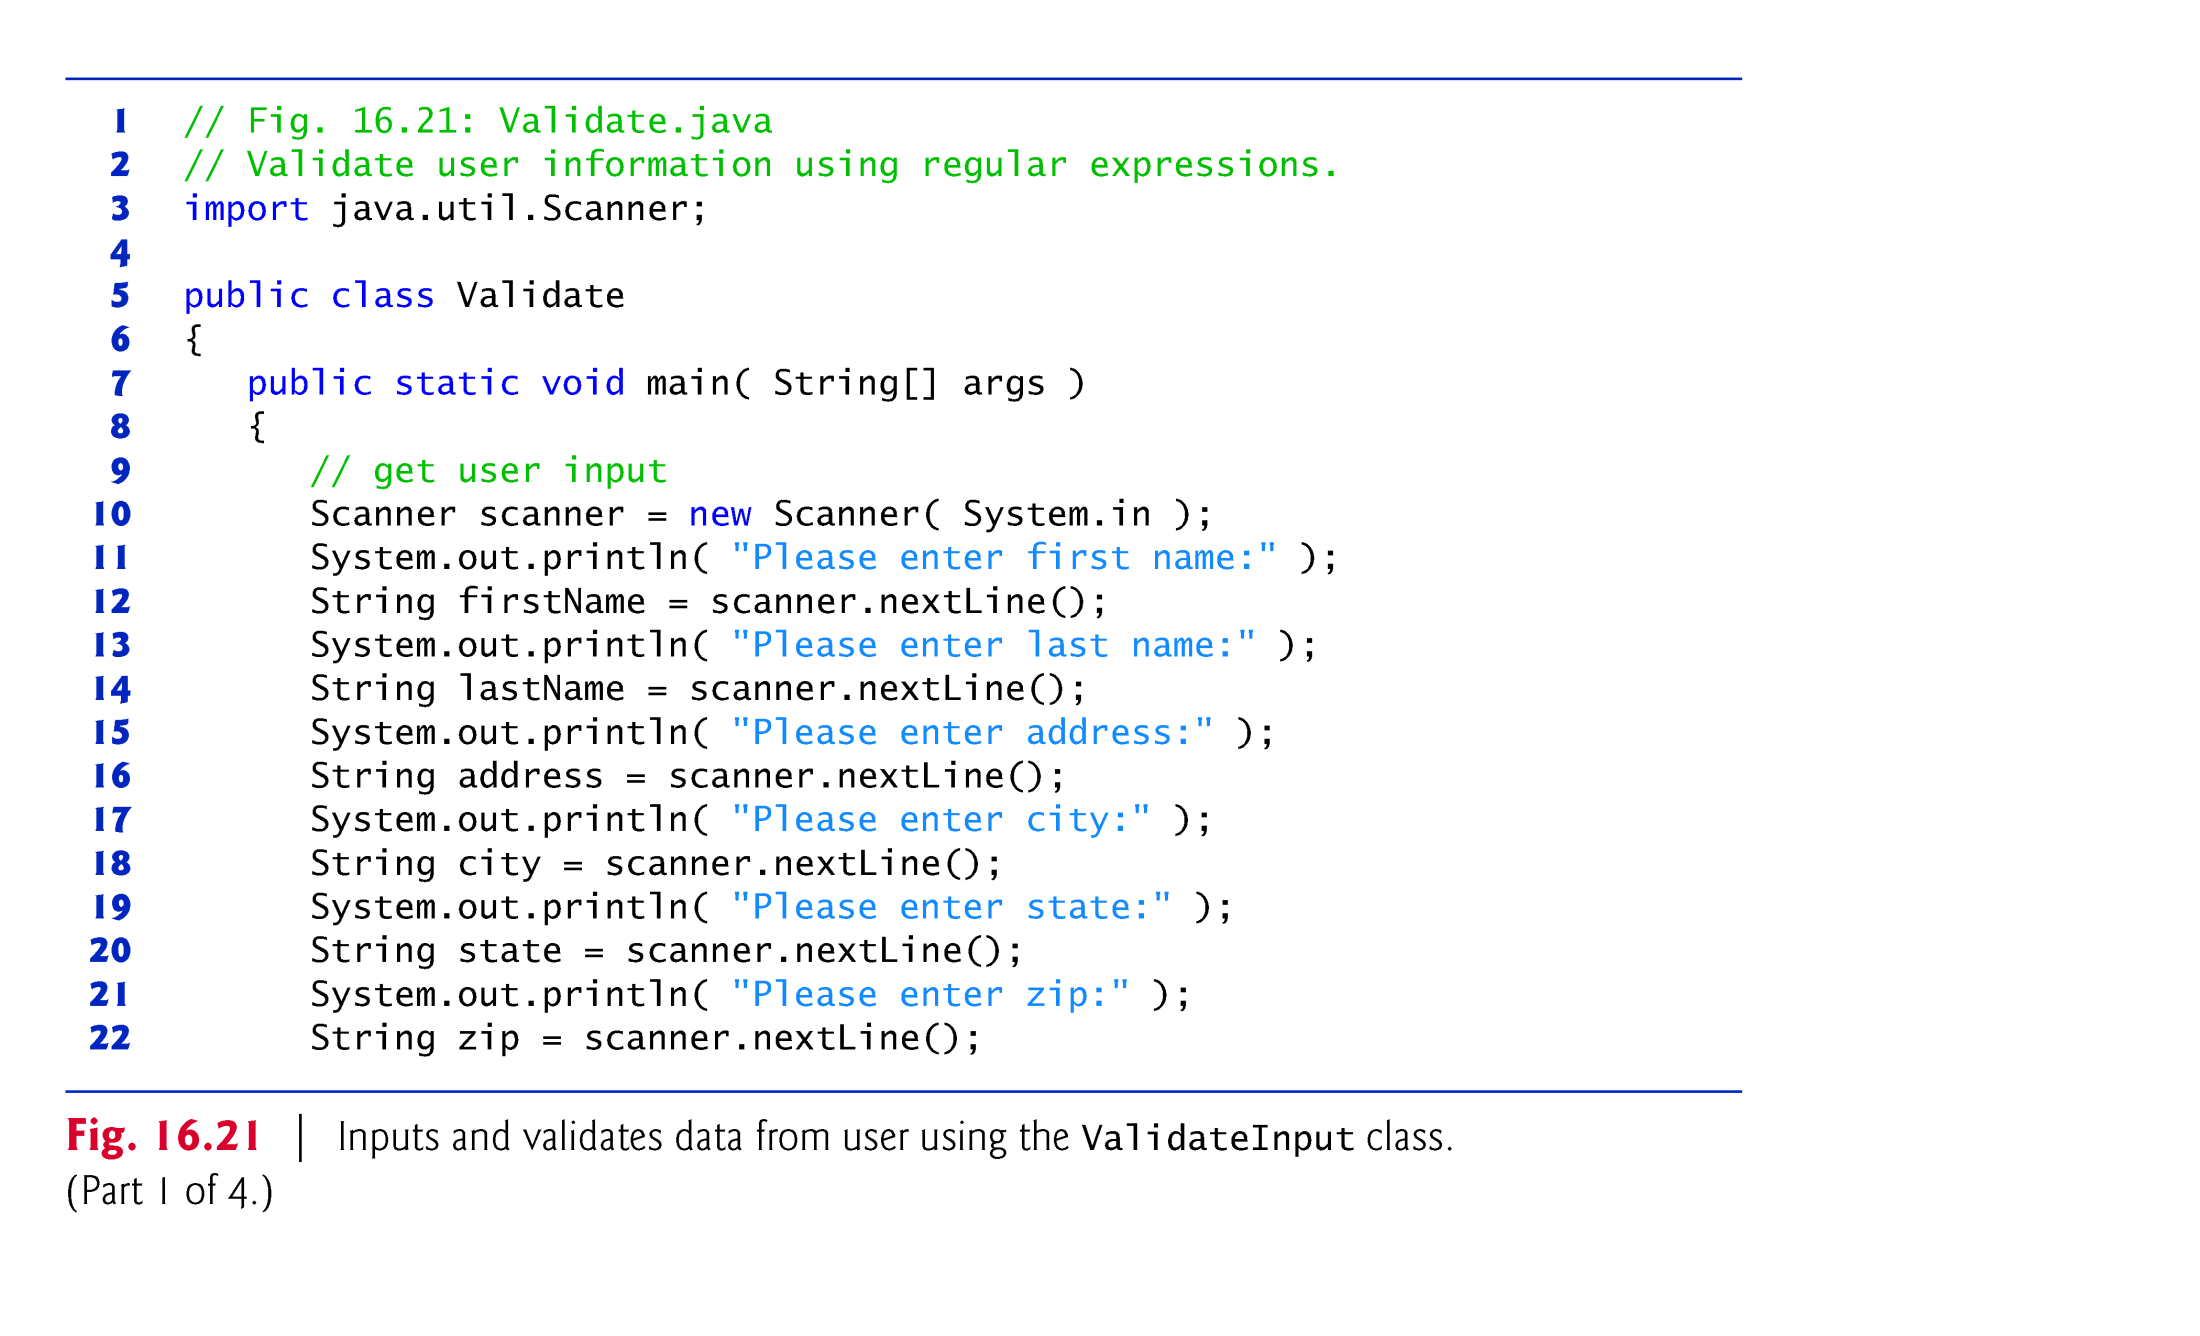 1 // Fig. 16.21: Validate.java
2 // Validate user information using regular expressions.
3 import java.util.Scanner;
4
5 public class Validate
6 {
7    public static void main( String[] args )
8    {
9       // get user input
10       Scanner scanner = new Scanner( System.in );
11       System.out.println( "Please enter first name:" );
12       String firstName = scanner.nextLine();
13       System.out.println( "Please enter last name:" );
14       String lastName = scanner.nextLine();
15       System.out.println( "Please enter address:" );
16       String address = scanner.nextLine();
17       System.out.println( "Please enter city:" );
18       String city = scanner.nextLine();
19       System.out.println( "Please enter state:" );
20       String state = scanner.nextLine();
21       System.out.println( "Please enter zip:" );
22       String zip = scanner.nextLine();
Fig. 16.21 | Inputs and validates data from user using the ValidateInput class.
(Part 1 of 4.)